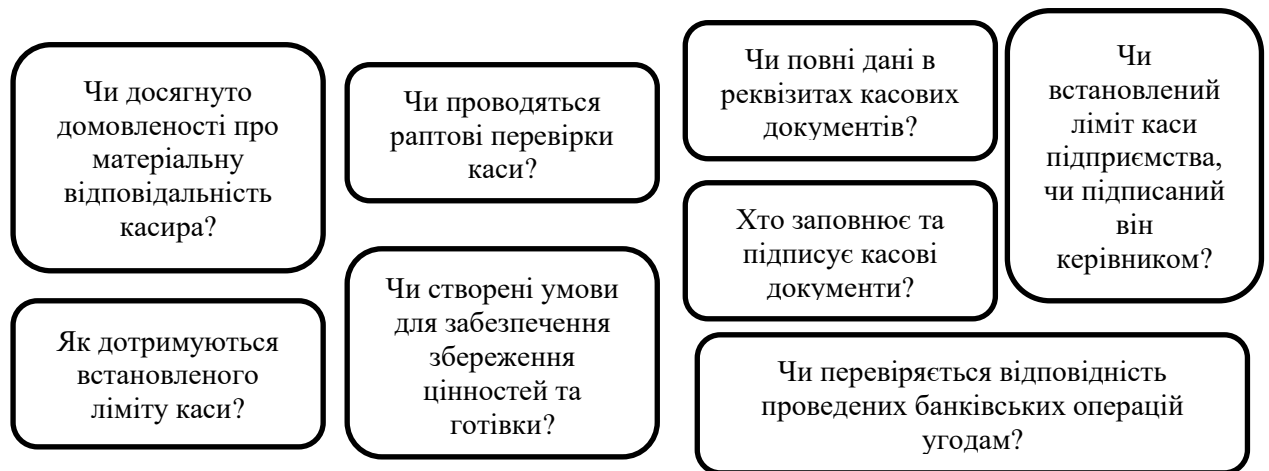 Чи досягнуто
домовленості про
матеріальну
відповідальність
касира?
Чи проводяться
раптові перевірки
каси?
Чи повні дані в
реквізитах касових
документів?
Чи
встановлений
ліміт каси
підприємства,
чи підписаний
він
керівником?
Хто заповнює та
підписує касові
документи?
Як дотримуються
встановленого
ліміту каси?
Чи створені умови
для забезпечення
збереження
цінностей та
готівки?
Чи перевіряється відповідність
проведених банківських операцій
угодам?